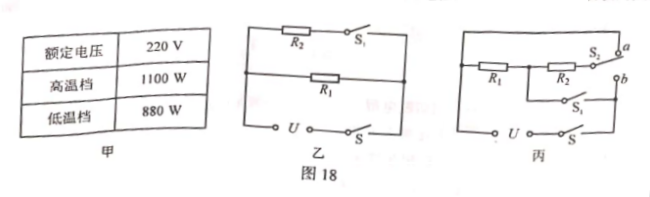 额定电压 220 V
高温档 1100 W
低温档 880 W
甲
R₂ S₁
R₁
U S
乙
S₂ a
R₁ R₂
b
S₁
U S
丙
图 18